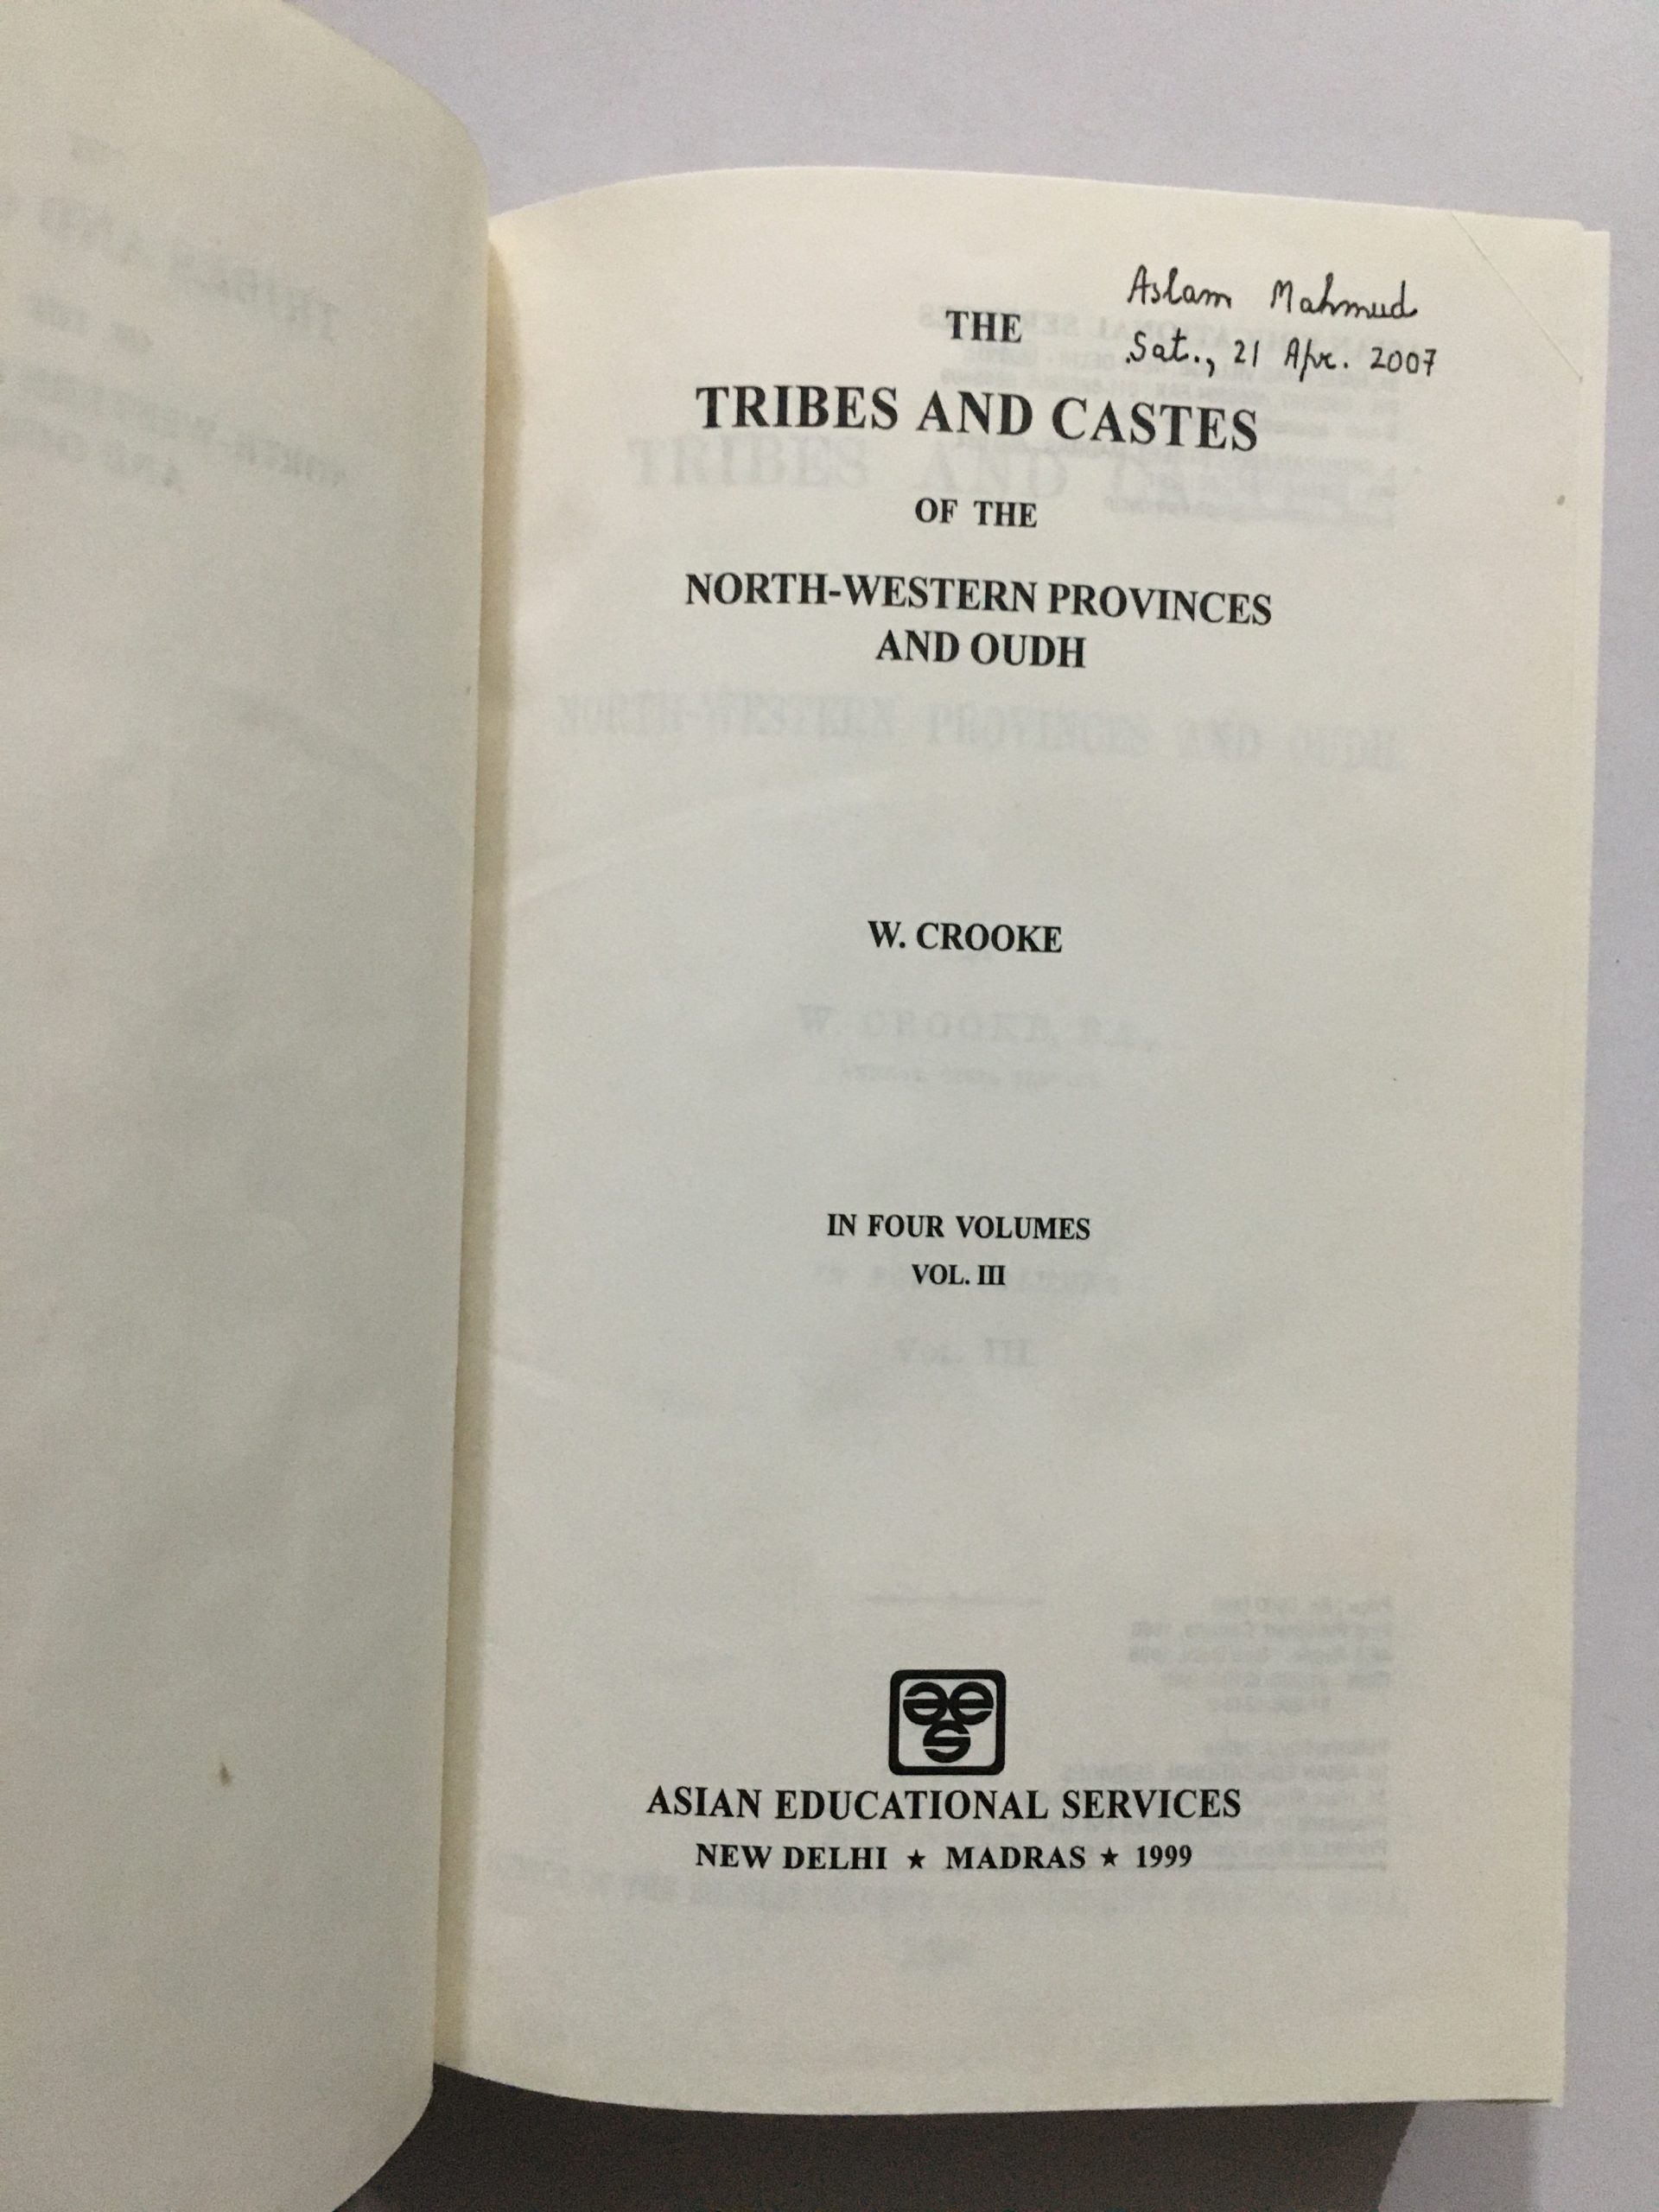 Aslam Mahmud
Sat., 21 Apr. 2007
THE
TRIBES AND CASTES
OF THE
NORTH-WESTERN PROVINCES
AND OUDH
W. CROOKE
IN FOUR VOLUMES
VOL. III
aes
ASIAN EDUCATIONAL SERVICES
NEW DELHI ★ MADRAS ★ 1999